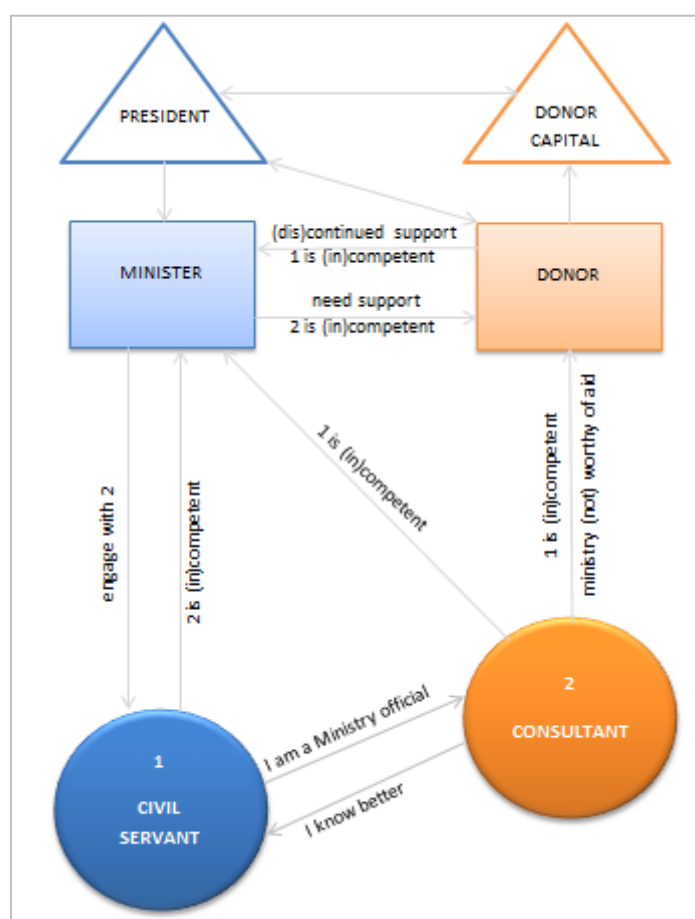 PRESIDENT
DONOR
CAPITAL
(dis)continued support
1 is (in)competent
MINISTER
DONOR
need support
2 is (in)competent
engage with 2
2 is (in)competent
1 is (in)competent
1 is (in)competent
ministry (not) worthy of aid
2
CONSULTANT
I am a Ministry official
I know better
1
CIVIL
SERVANT